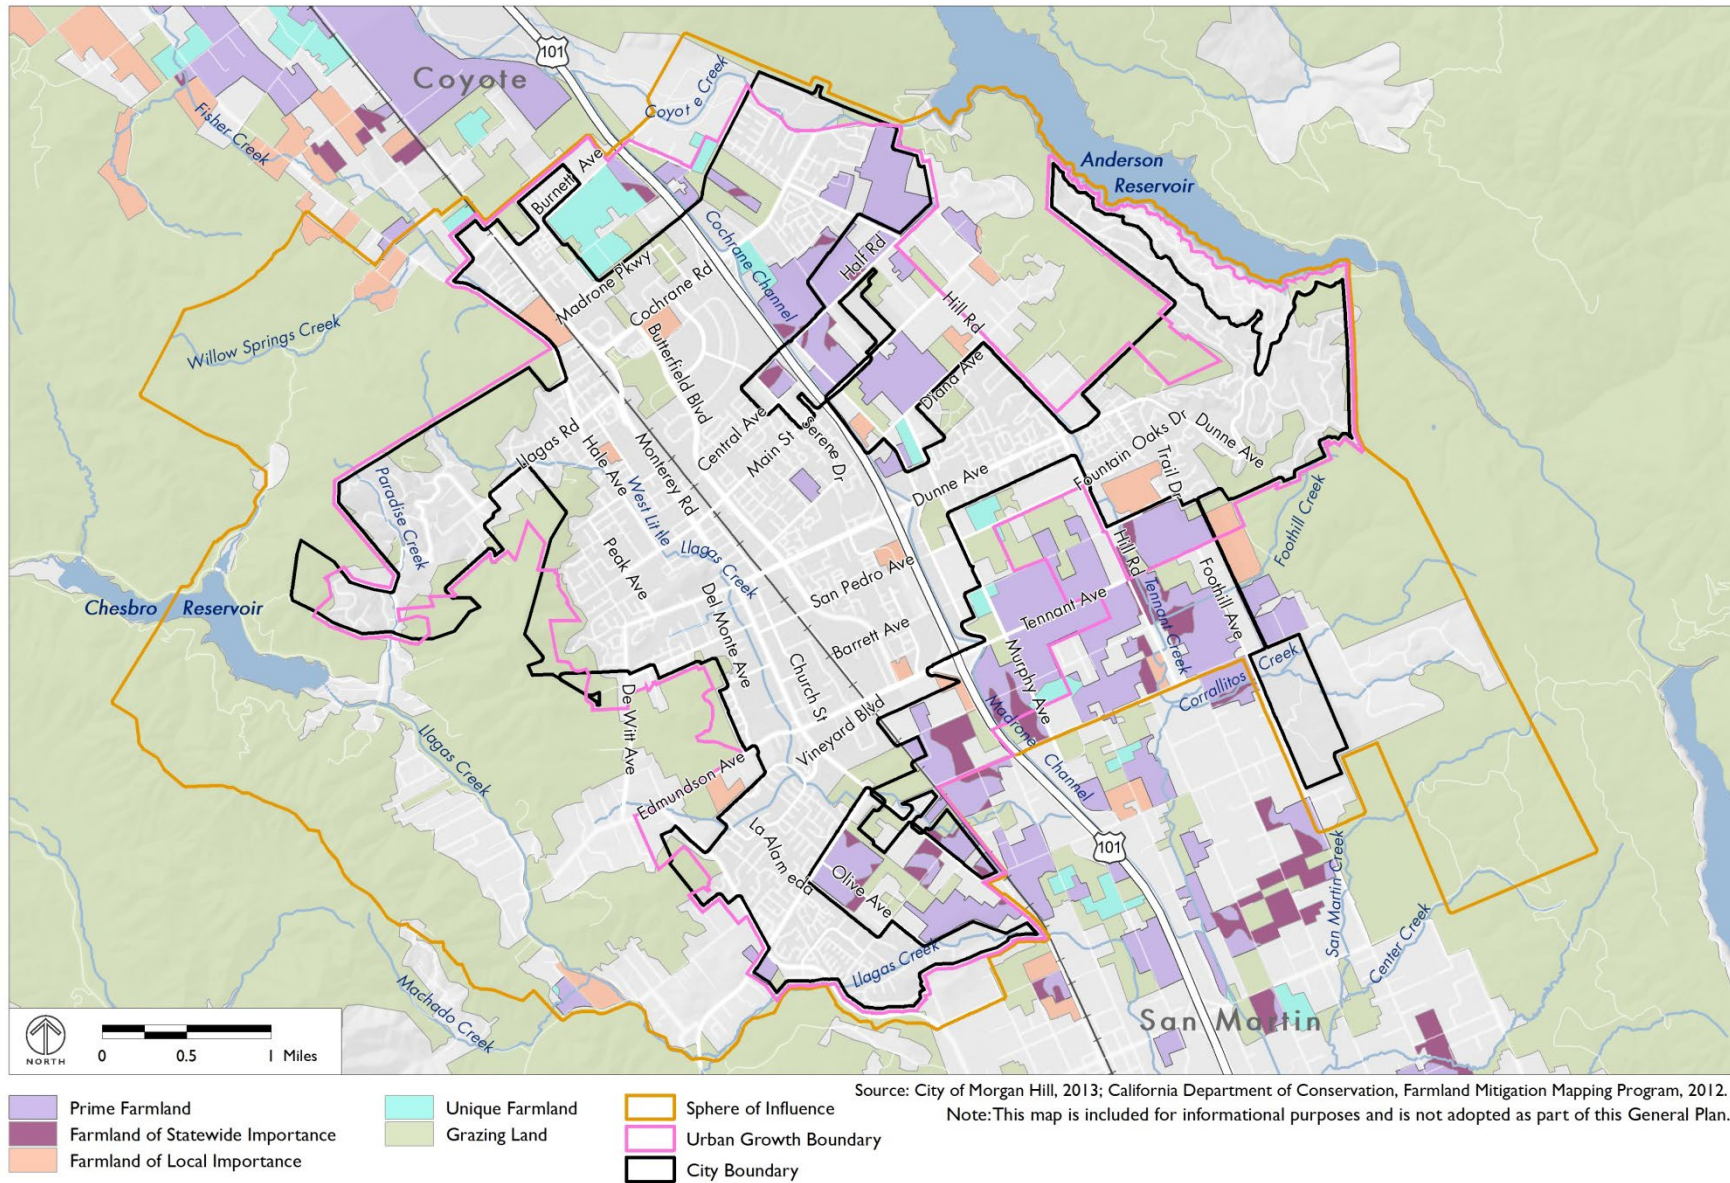 101
Coyote
Coyote Creek
Fisher Creek
Burnett Ave
Anderson
Reservoir
Cochrane Channel
Half Rd
Madrone Pkwy
Cochrane Rd
Hill Rd
Willow Springs Creek
Butterfield Blvd
Diana Ave
Llagas Rd
Hale Ave
Monterey Rd
Central Ave
Main St
Serene Dr
Dunne Ave
Fountain Oaks Dr
Trail Dr
Dunne Ave
Paradise Creek
West Little
Llagas Creek
Foothill Creek
Peak Ave
San Pedro Ave
Hill Rd
Chesbro Reservoir
Del Monte Ave
Tennant Ave
Tennant Creek
Foothill Ave
Barrett Ave
Church St
Murphy Ave
Corrallitos Creek
De Witt Ave
Vineyard Blvd
Madrone Channel
Llagas Creek
Edmundson Ave
La Alameda
Olive Ave
101
San Martin Creek
Center Creek
Llagas Creek
Machado Creek
San Martin
NORTH
0 0.5 1 Miles
Source: City of Morgan Hill, 2013; California Department of Conservation, Farmland Mitigation Mapping Program, 2012.
Note: This map is included for informational purposes and is not adopted as part of this General Plan.
Prime Farmland
Farmland of Statewide Importance
Farmland of Local Importance
Unique Farmland
Grazing Land
Sphere of Influence
Urban Growth Boundary
City Boundary